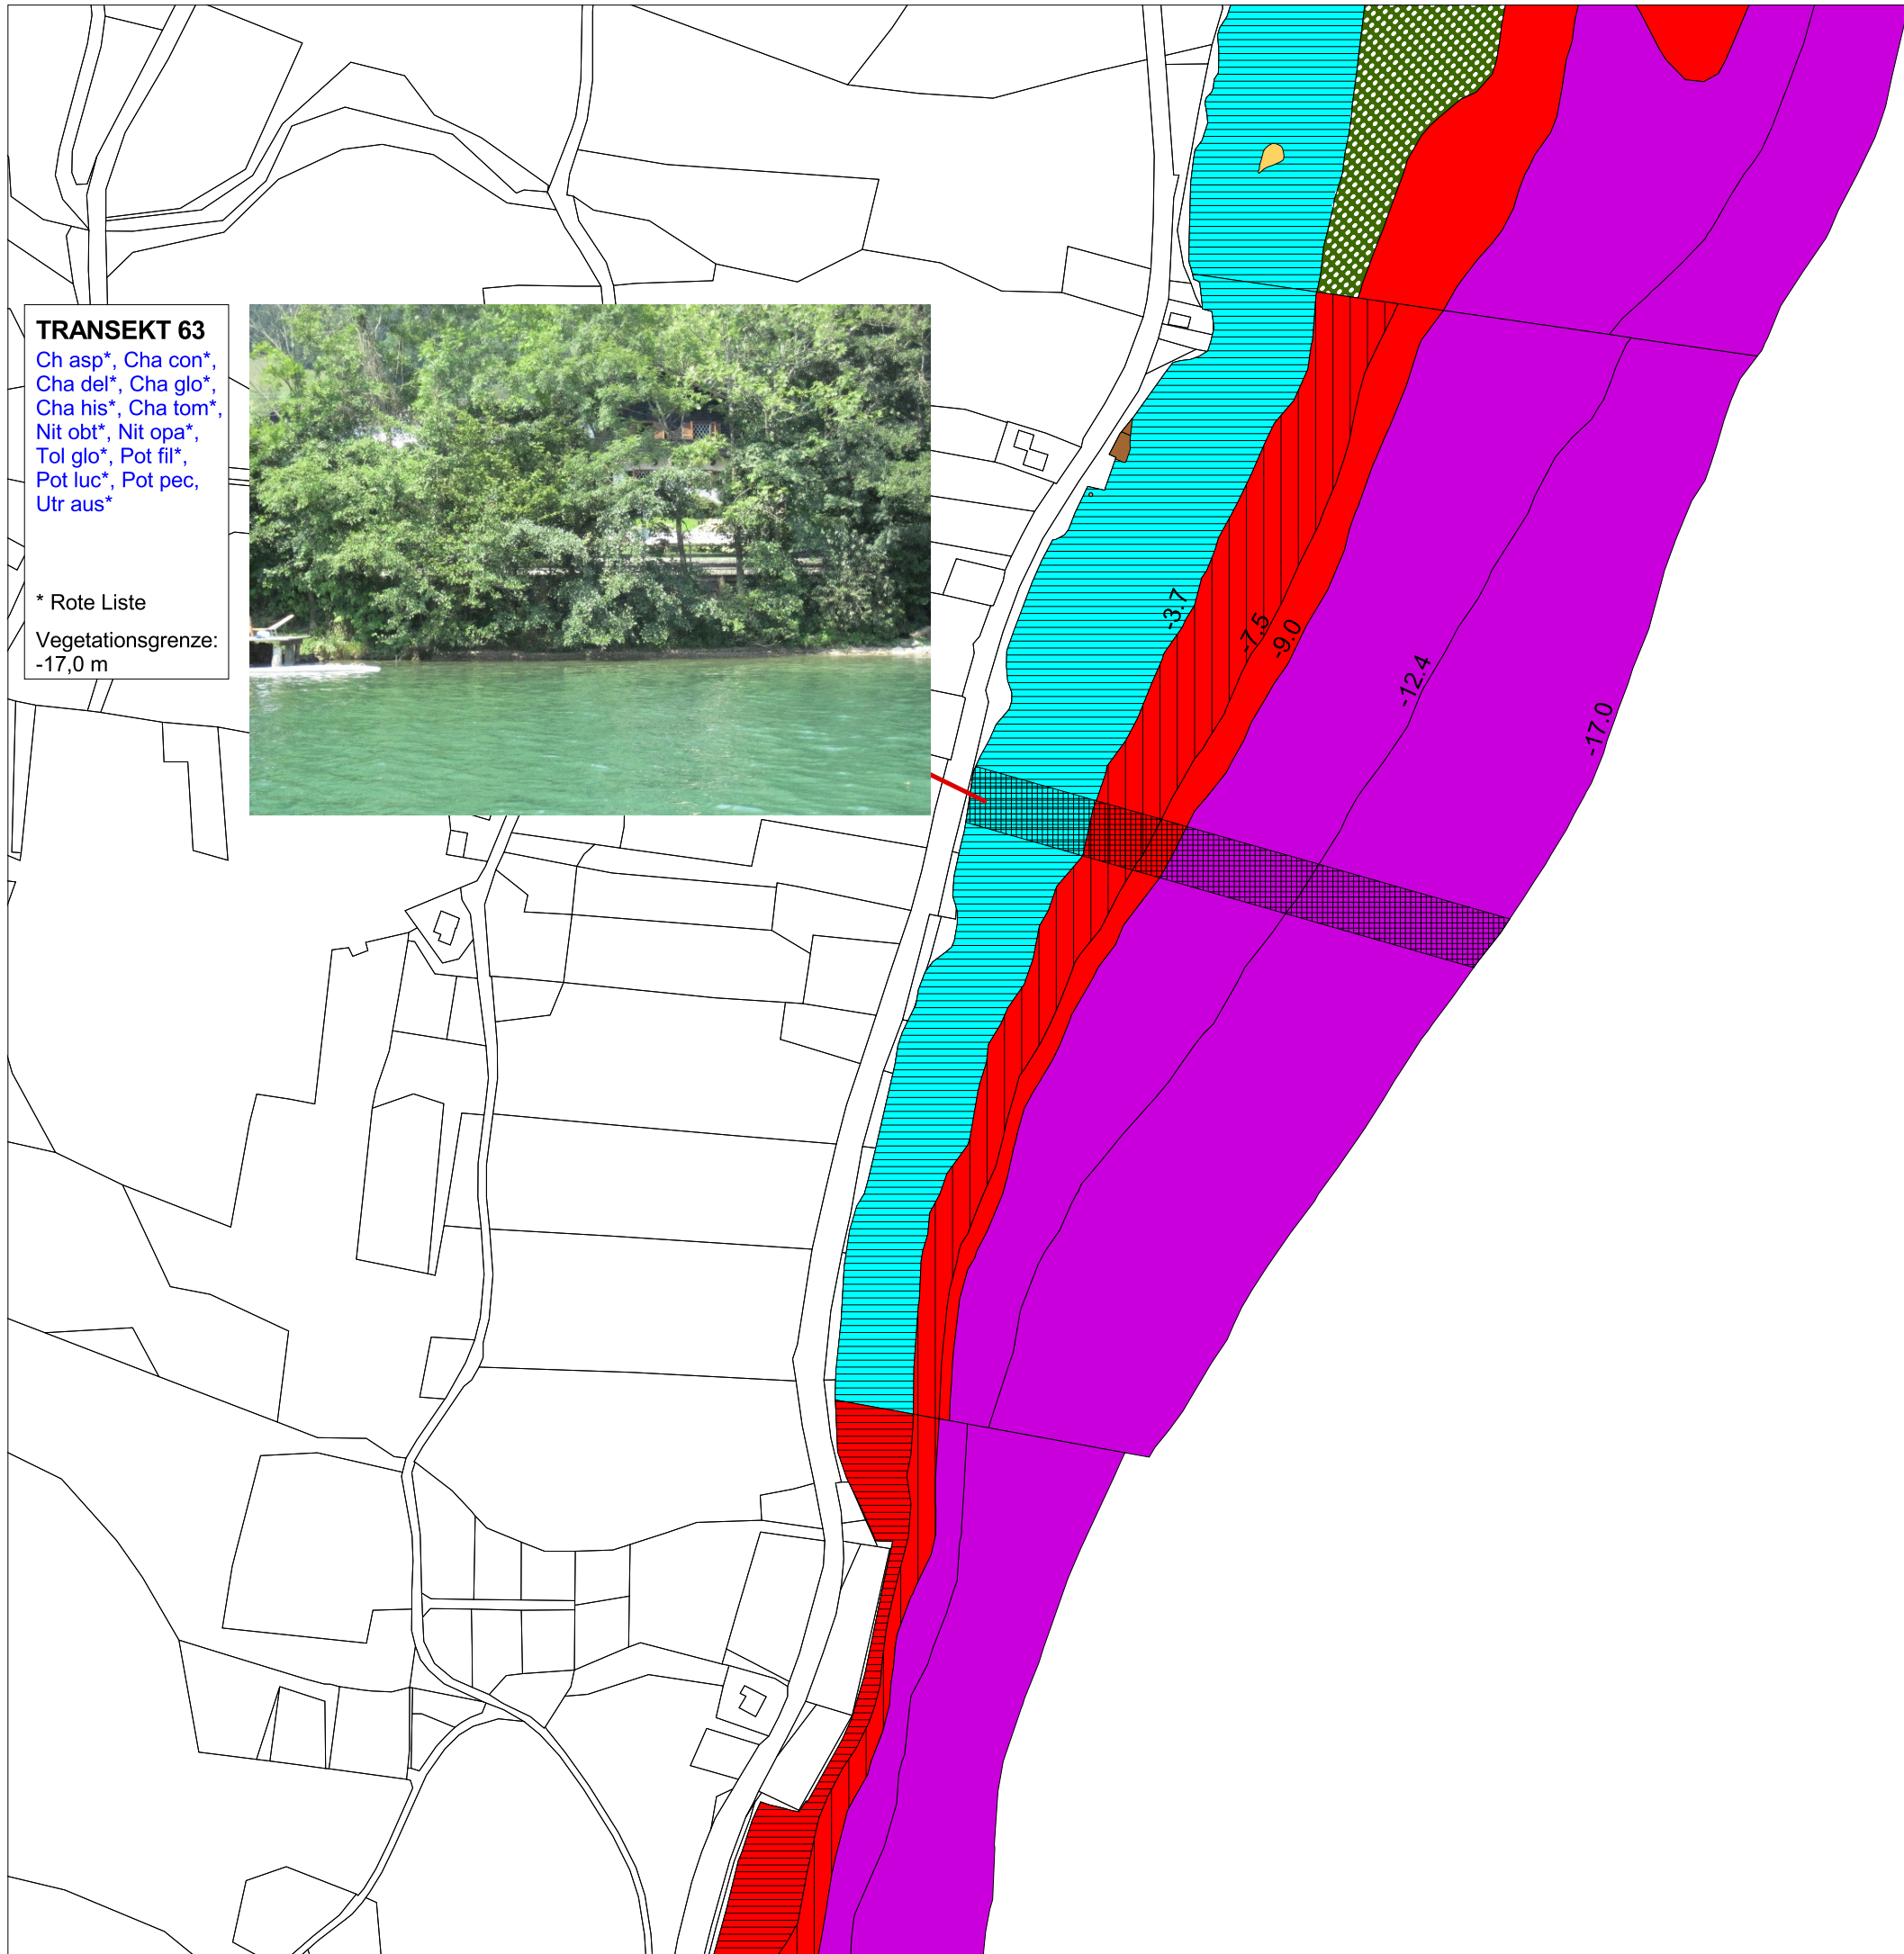 TRANSEKT 63
Ch asp*, Cha con*,
Cha del*, Cha glo*,
Cha his*, Cha tom*,
Nit obt*, Nit opa*,
Tol glo*, Pot fil*,
Pot luc*, Pot pec,
Utr aus*
* Rote Liste
Vegetationsgrenze:
-17,0 m
-3.7
-7,5
-9.0
-12.4
-17.0